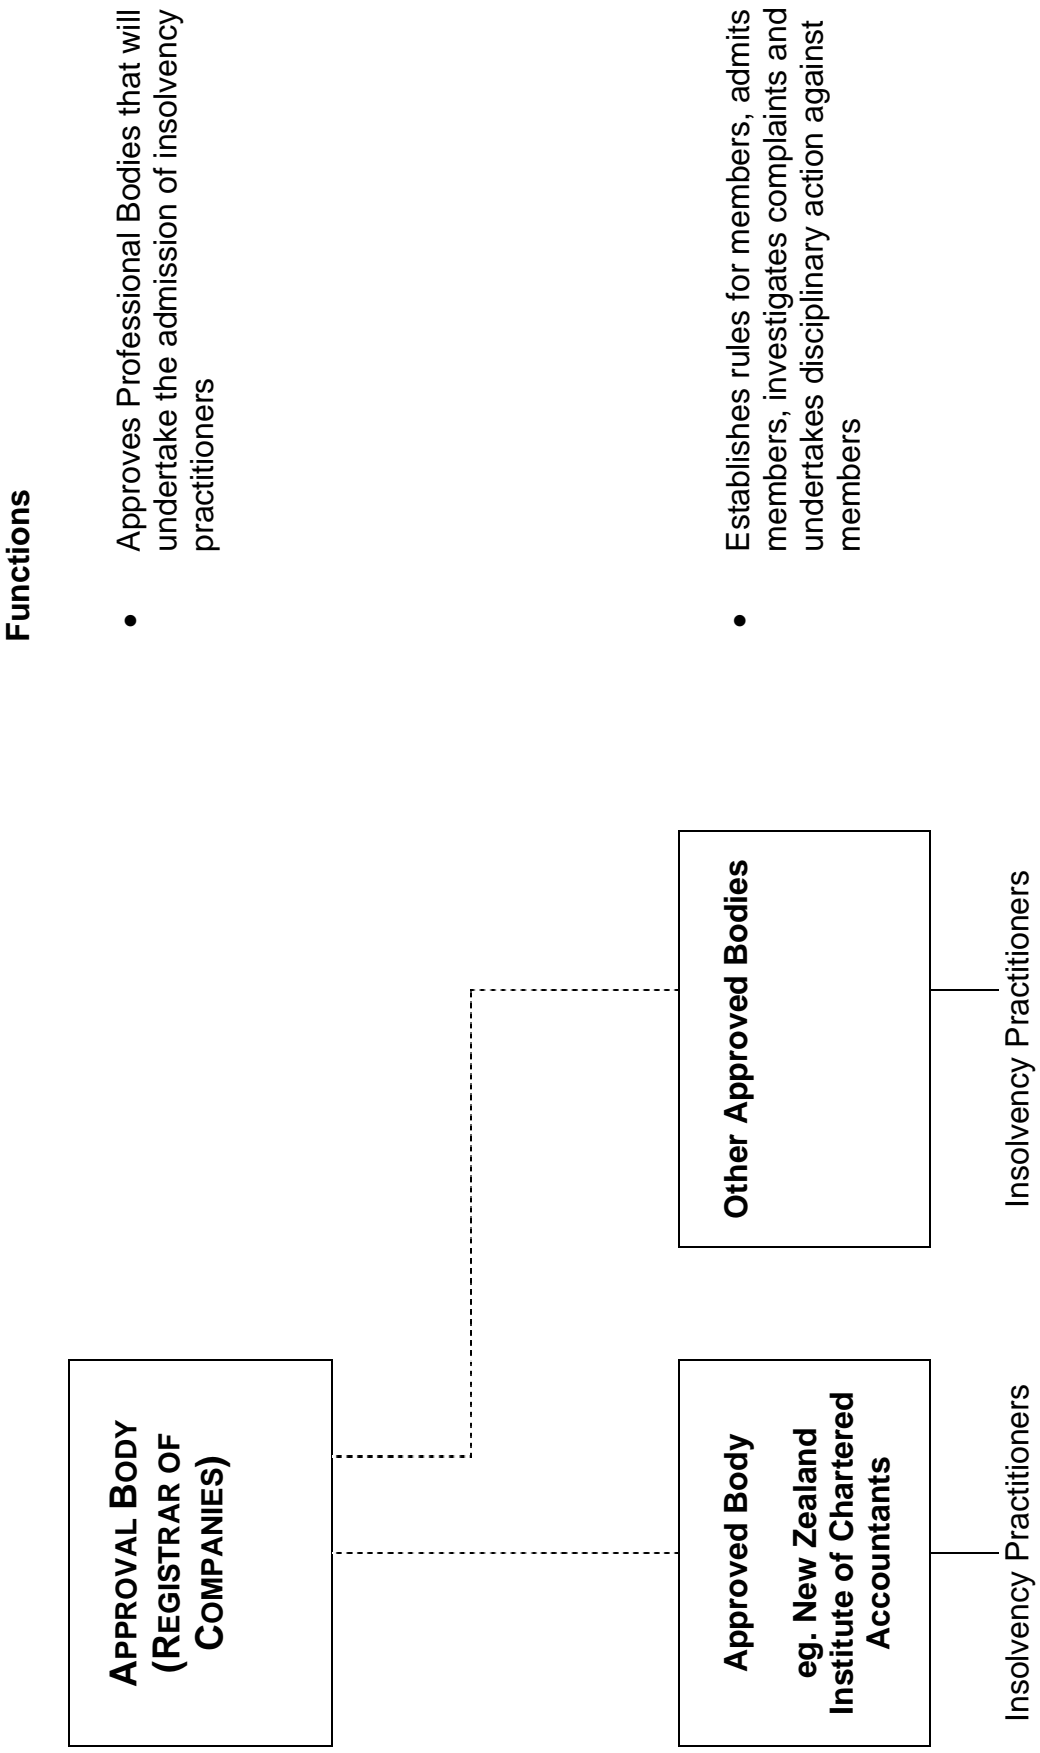 Functions
APPROVAL BODY
(REGISTRAR OF
COMPANIES)
• Approves Professional Bodies that will
undertake the admission of insolvency
practitioners
Approved Body
eg. New Zealand
Institute of Chartered
Accountants
Other Approved Bodies
• Establishes rules for members, admits
members, investigates complaints and
undertakes disciplinary action against
members
Insolvency Practitioners
Insolvency Practitioners